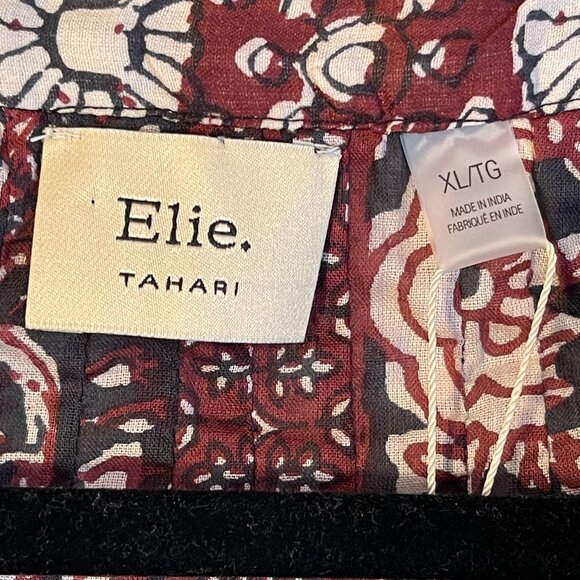 Elie.
TAHARI
XL/TG
MADE IN INDIA
FABRIQUÉ EN INDE